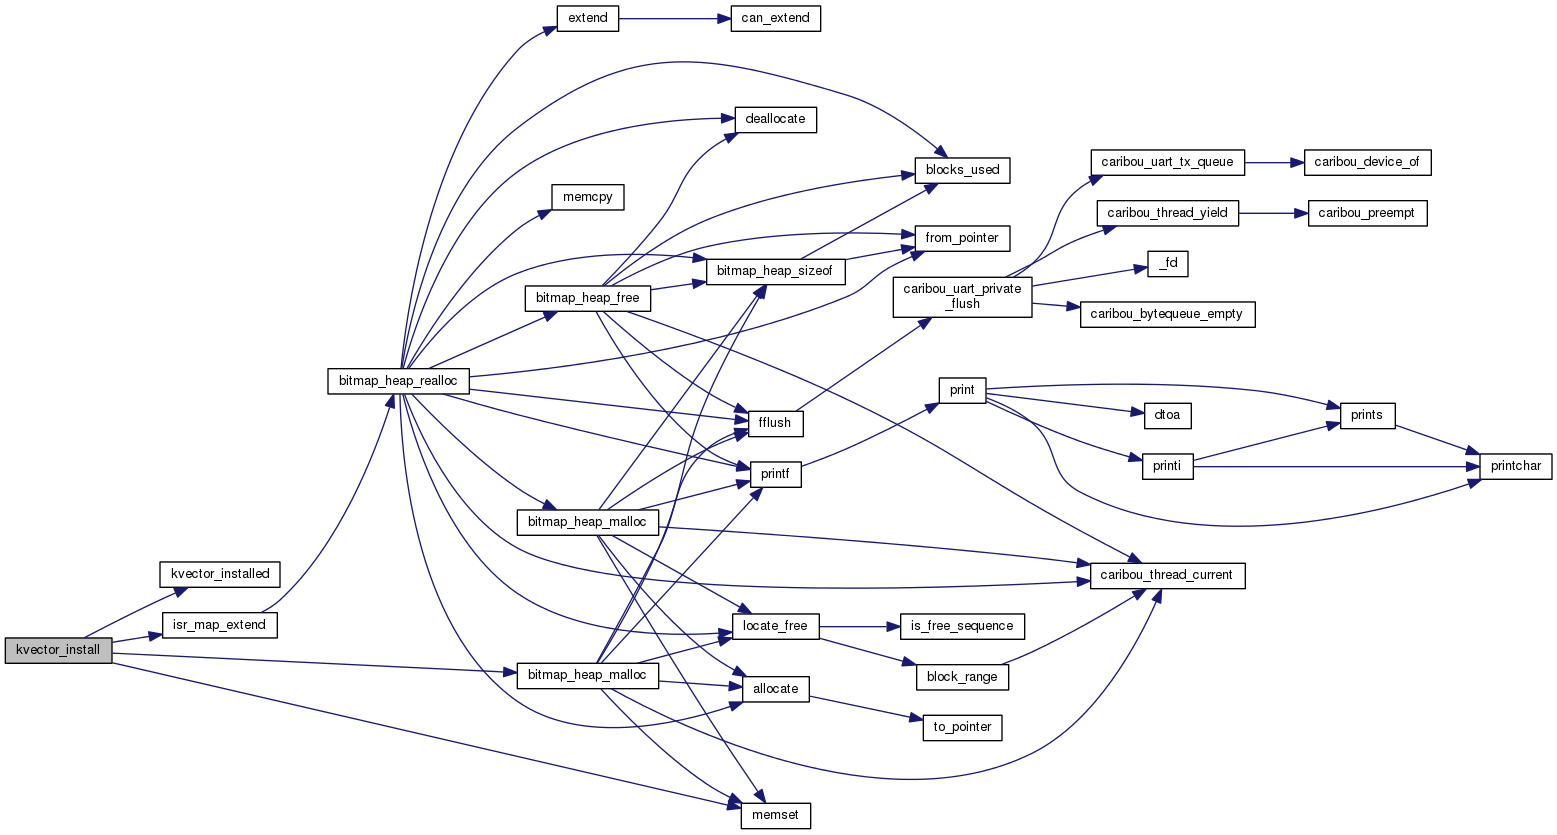 extend
can_extend
deallocate
blocks_used
caribou_uart_tx_queue
caribou_device_of
memcpy
caribou_thread_yield
caribou_preempt
from_pointer
_fd
bitmap_heap_sizeof
bitmap_heap_free
caribou_uart_private
_flush
caribou_bytequeue_empty
bitmap_heap_realloc
print
dtoa
prints
fflush
printi
printchar
printf
bitmap_heap_malloc
kvector_installed
caribou_thread_current
isr_map_extend
locate_free
is_free_sequence
kvector_install
bitmap_heap_malloc
block_range
allocate
to_pointer
memset